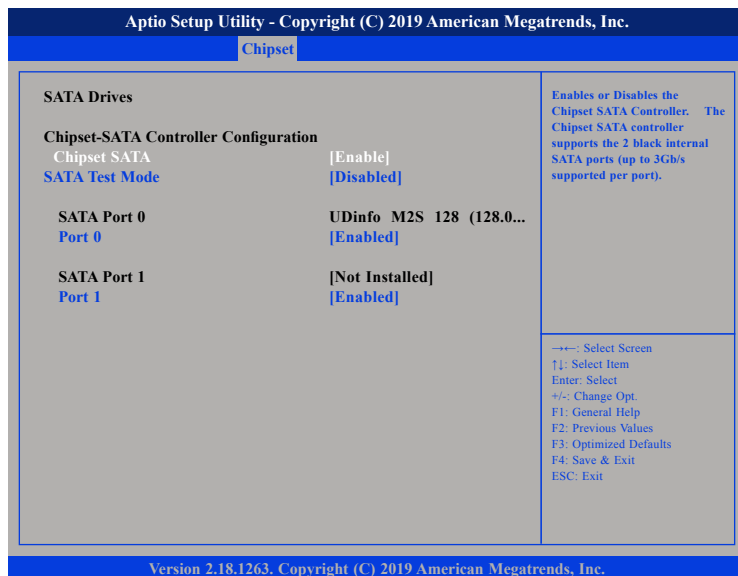 Aptio Setup Utility - Copyright (C) 2019 American Megatrends, Inc.
Chipset
SATA Drives
Chipset-SATA Controller Configuration
Chipset SATA [Enable]
SATA Test Mode [Disabled]
SATA Port 0 UDinfo M2S 128 (128.0...
Port 0 [Enabled]
SATA Port 1 [Not Installed]
Port 1 [Enabled]
Enables or Disables the
Chipset SATA Controller. The
Chipset SATA controller
supports the 2 black internal
SATA ports (up to 3Gb/s
supported per port).
→←: Select Screen
↑↓: Select Item
Enter: Select
+/-: Change Opt.
F1: General Help
F2: Previous Values
F3: Optimized Defaults
F4: Save & Exit
ESC: Exit
Version 2.18.1263. Copyright (C) 2019 American Megatrends, Inc.